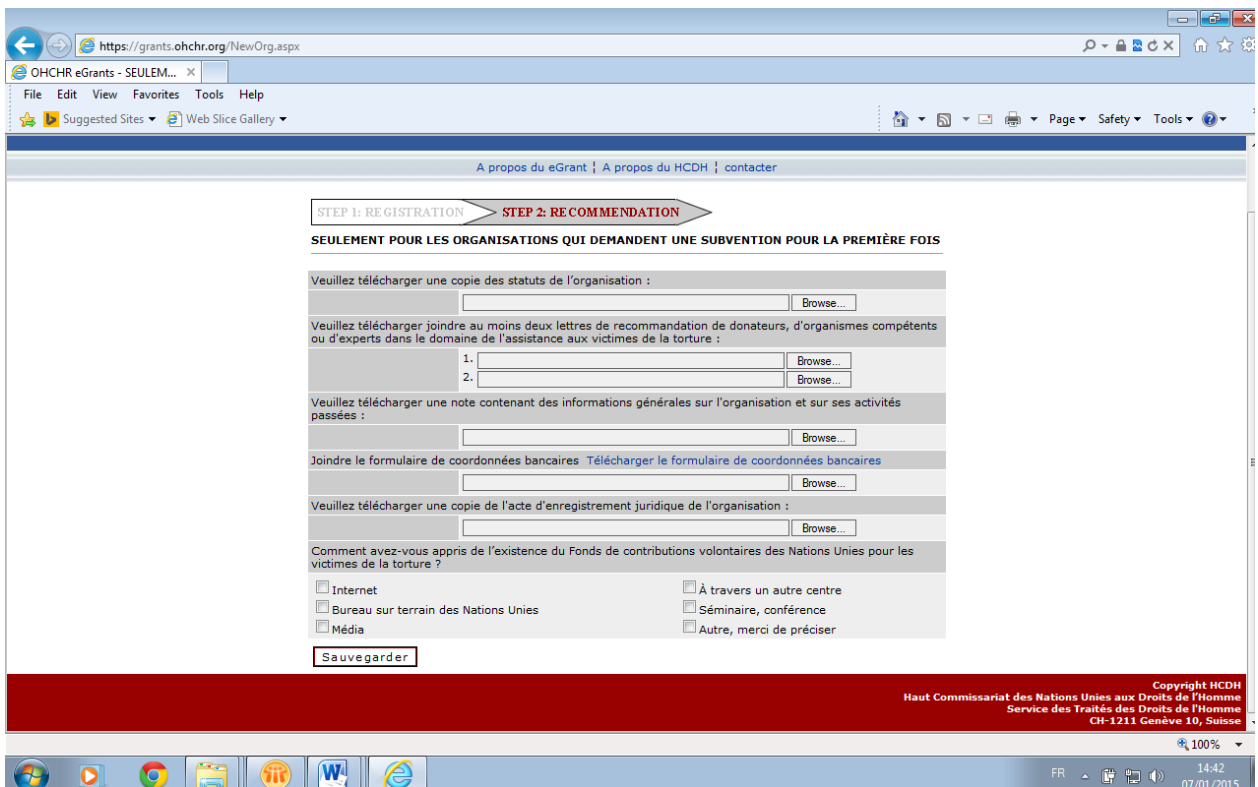 https://grants.ohchr.org/NewOrg.aspx
OHCHR eGrants - SEULEM...
File Edit View Favorites Tools Help
Suggested Sites Web Slice Gallery Page Safety Tools
A propos du eGrant ¦ A propos du HCDH ¦ contacter
STEP 1: REGISTRATION STEP 2: RECOMMENDATION
SEULEMENT POUR LES ORGANISATIONS QUI DEMANDENT UNE SUBVENTION POUR LA PREMIÈRE FOIS
Veuillez télécharger une copie des statuts de l’organisation :
Browse...
Veuillez télécharger joindre au moins deux lettres de recommandation de donateurs, d'organismes compétents
ou d'experts dans le domaine de l'assistance aux victimes de la torture :
1. Browse...
2. Browse...
Veuillez télécharger une note contenant des informations générales sur l'organisation et sur ses activités
passées :
Browse...
Joindre le formulaire de coordonnées bancaires Télécharger le formulaire de coordonnées bancaires
Browse...
Veuillez télécharger une copie de l'acte d'enregistrement juridique de l'organisation :
Browse...
Comment avez-vous appris de l’existence du Fonds de contributions volontaires des Nations Unies pour les
victimes de la torture ?
Internet À travers un autre centre
Bureau sur terrain des Nations Unies Séminaire, conférence
Média Autre, merci de préciser
Sauvegarder
Copyright HCDH
Haut Commissariat des Nations Unies aux Droits de l’Homme
Service des Traités des Droits de l'Homme
CH-1211 Genève 10, Suisse
100%
FR 14:42
07/01/2015